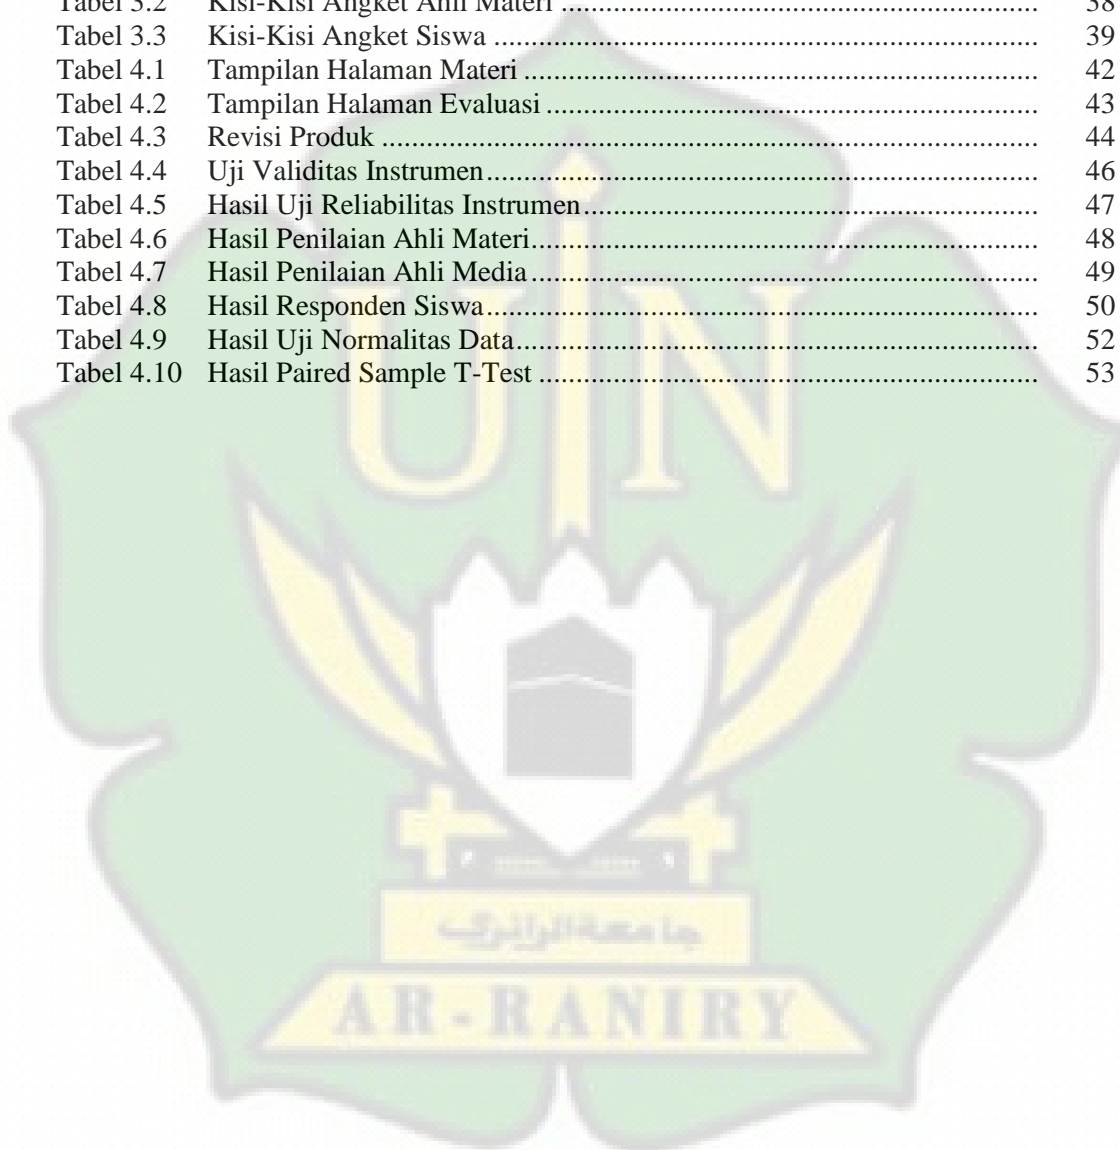 Tabel 3.2 Kisi-Kisi Angket Ahli Materi ................................................................ 38
Tabel 3.3 Kisi-Kisi Angket Siswa ......................................................................... 39
Tabel 4.1 Tampilan Halaman Materi ..................................................................... 42
Tabel 4.2 Tampilan Halaman Evaluasi .................................................................. 43
Tabel 4.3 Revisi Produk ........................................................................................ 44
Tabel 4.4 Uji Validitas Instrumen .......................................................................... 46
Tabel 4.5 Hasil Uji Reliabilitas Instrumen ............................................................. 47
Tabel 4.6 Hasil Penilaian Ahli Materi .................................................................... 48
Tabel 4.7 Hasil Penilaian Ahli Media .................................................................... 49
Tabel 4.8 Hasil Responden Siswa .......................................................................... 50
Tabel 4.9 Hasil Uji Normalitas Data ...................................................................... 52
Tabel 4.10 Hasil Paired Sample T-Test ................................................................... 53
UIN
جامعة الرانيري
AR-RANIRY